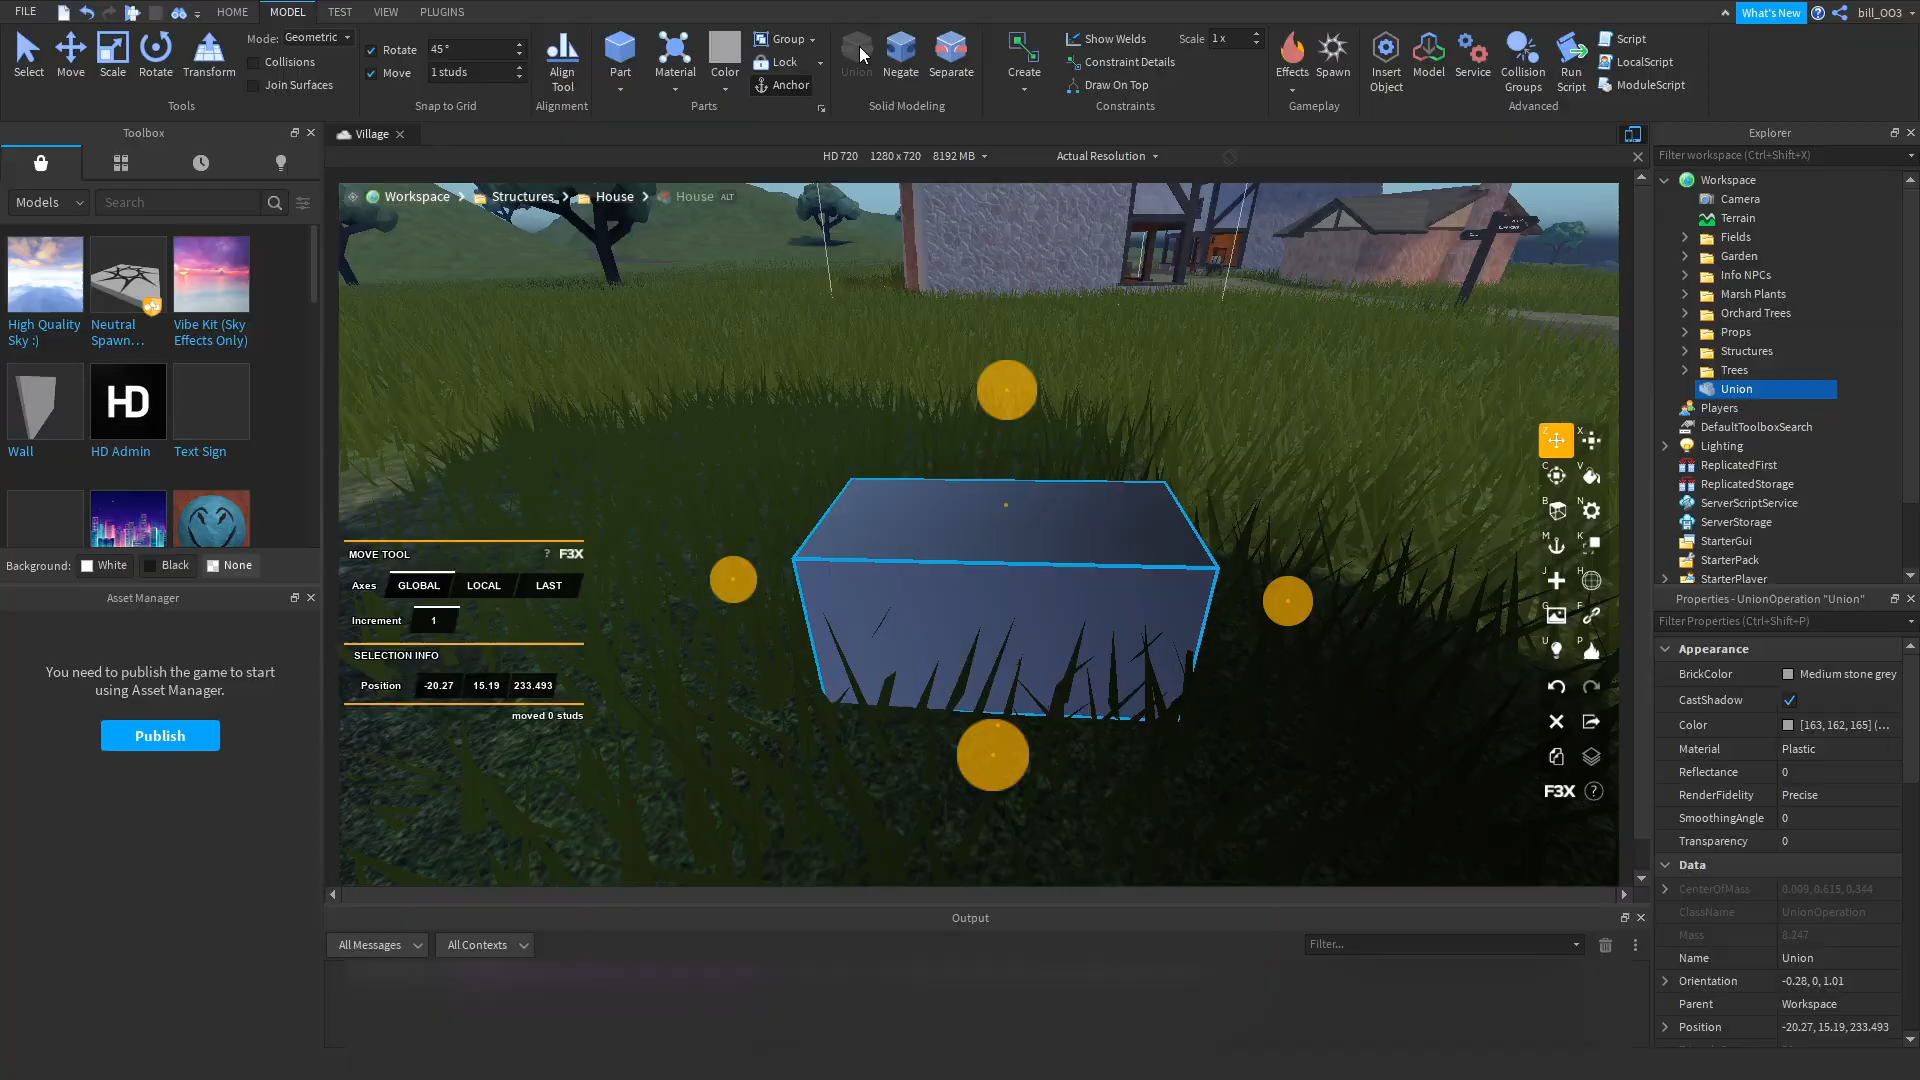 FILE
HOME
MODEL
TEST
VIEW
PLUGINS
What's New
bill_OO3
Select
Move
Scale
Rotate
Transform
Mode: Geometric
Collisions
Join Surfaces
Tools
Rotate 45°
Move 1 studs
Snap to Grid
Align Tool
Alignment
Part
Material
Color
Group
Lock
Anchor
Parts
Union
Negate
Separate
Solid Modeling
Create
Show Welds
Constraint Details
Draw On Top
Scale 1 x
Constraints
Effects
Spawn
Gameplay
Insert Object
Model
Service
Collision Groups
Run Script
Script
LocalScript
ModuleScript
Advanced
Toolbox
Models
Search
High Quality
Sky :)
Neutral
Spawn...
Vibe Kit (Sky
Effects Only)
HD
Wall
HD Admin
Text Sign
Background: White Black None
Asset Manager
You need to publish the game to start
using Asset Manager.
Publish
Village
HD 720 1280 x 720 8192 MB
Actual Resolution
Workspace
Structures
House
House ALT
MOVE TOOL ? F3X
Axes GLOBAL LOCAL LAST
Increment 1
SELECTION INFO
Position -20.27 15.19 233.493
moved 0 studs
Z X
C V
B N
M K
J H
G F
U P
F3X ?
Output
All Messages
All Contexts
Filter...
Explorer
Filter workspace (Ctrl+Shift+X)
Workspace
Camera
Terrain
Fields
Garden
Info NPCs
Marsh Plants
Orchard Trees
Props
Structures
Trees
Union
Players
DefaultToolboxSearch
Lighting
ReplicatedFirst
ReplicatedStorage
ServerScriptService
ServerStorage
StarterGui
StarterPack
StarterPlayer
Properties - UnionOperation "Union"
Filter Properties (Ctrl+Shift+P)
Appearance
BrickColor Medium stone grey
CastShadow
Color [163, 162, 165] (...
Material Plastic
Reflectance 0
RenderFidelity Precise
SmoothingAngle 0
Transparency 0
Data
CenterOfMass 0.009, 0.615, 0.344
ClassName UnionOperation
Mass 8.247
Name Union
Orientation -0.28, 0, 1.01
Parent Workspace
Position -20.27, 15.19, 233.493